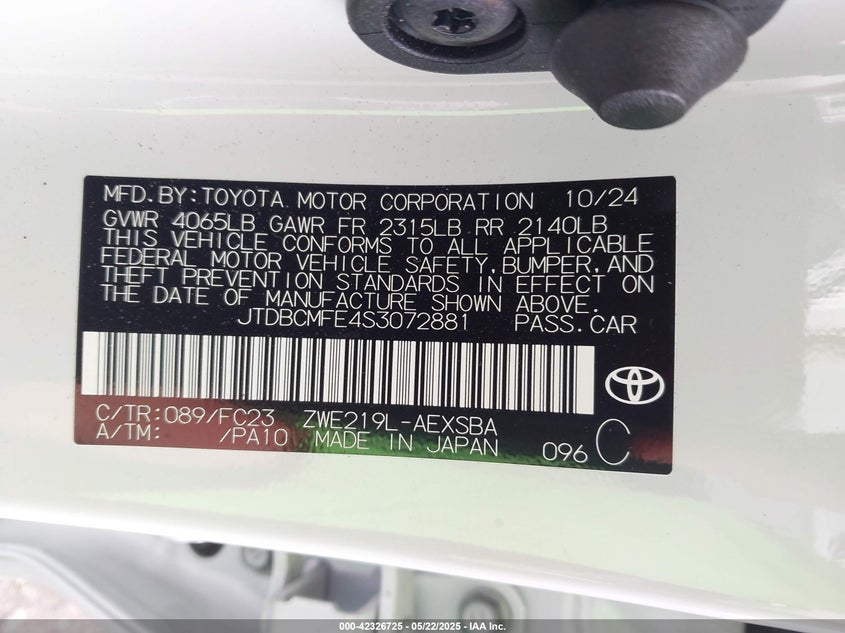 MFD.BY:TOYOTA MOTOR CORPORATION 10/24
GVWR 4065LB GAWR FR 2315LB RR 2140LB
THIS VEHICLE CONFORMS TO ALL APPLICABLE
FEDERAL MOTOR VEHICLE SAFETY,BUMPER,AND
THEFT PREVENTION STANDARDS IN EFFECT ON
THE DATE OF MANUFACTURE SHOWN ABOVE.
JTDBCMFE4S3072881 PASS.CAR
C/TR:089/FC23 ZWE219L-AEXSBA
A/TM: /PA10 MADE IN JAPAN 096 C
000-42326725 - 05/22/2025 - IAA Inc.